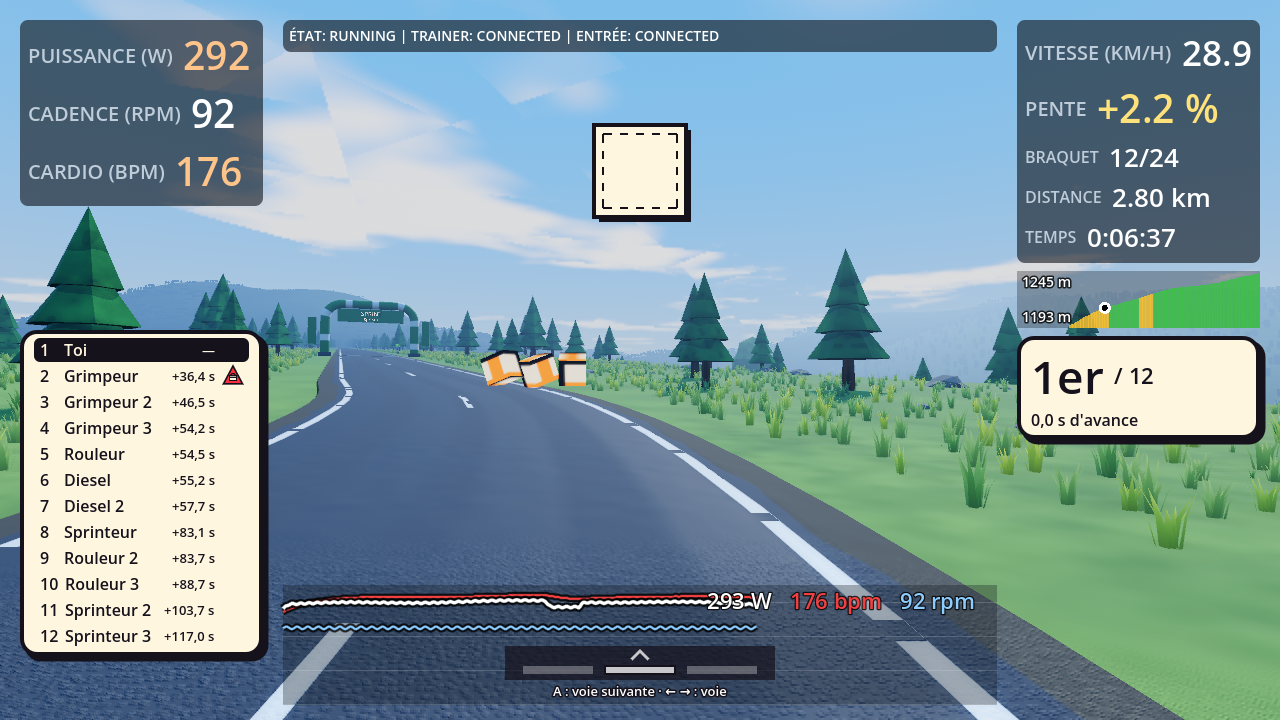 PUISSANCE (W) 292
CADENCE (RPM) 92
CARDIO (BPM) 176
ÉTAT: RUNNING | TRAINER: CONNECTED | ENTRÉE: CONNECTED
VITESSE (KM/H) 28.9
PENTE +2.2 %
BRAQUET 12/24
DISTANCE 2.80 km
TEMPS 0:06:37
1245 m
1193 m
1er / 12
0,0 s d'avance
SPRINT
1 Toi —
2 Grimpeur +36,4 s
3 Grimpeur 2 +46,5 s
4 Grimpeur 3 +54,2 s
5 Rouleur +54,5 s
6 Diesel +55,2 s
7 Diesel 2 +57,7 s
8 Sprinteur +83,1 s
9 Rouleur 2 +83,7 s
10 Rouleur 3 +88,7 s
11 Sprinteur 2 +103,7 s
12 Sprinteur 3 +117,0 s
293 W 176 bpm 92 rpm
A : voie suivante · ← → : voie